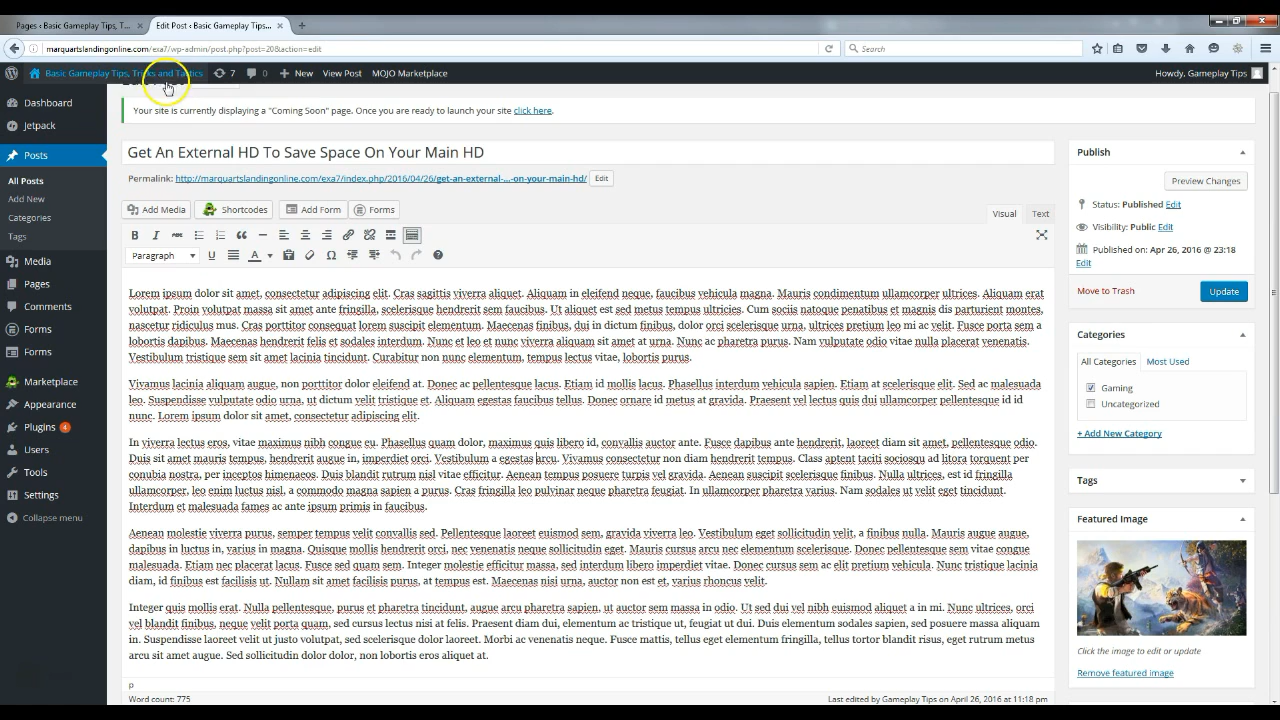 Pages ‹ Basic Gameplay Tips, T...
Edit Post ‹ Basic Gameplay Tips...
marquartslandingonline.com/exa7/wp-admin/post.php?post=20&action=edit
Search
Basic Gameplay Tips, Tricks and Tactics 7 0 New View Post MOJO Marketplace Howdy, Gameplay Tips
Dashboard
Jetpack
Posts
All Posts
Add New
Categories
Tags
Media
Pages
Comments
Forms
Forms
Marketplace
Appearance
Plugins 4
Users
Tools
Settings
Collapse menu
Your site is currently displaying a "Coming Soon" page. Once you are ready to launch your site click here.
Get An External HD To Save Space On Your Main HD
Permalink: http://marquartslandingonline.com/exa7/index.php/2016/04/26/get-an-external-...-on-your-main-hd/ Edit
Add Media Shortcodes Add Form Forms
Visual Text
Paragraph
Lorem ipsum dolor sit amet, consectetur adipiscing elit. Cras sagittis viverra aliquet. Aliquam in eleifend neque, faucibus vehicula magna. Mauris condimentum ullamcorper ultrices. Aliquam erat
volutpat. Proin volutpat massa sit amet ante fringilla, scelerisque hendrerit sem maximus. Ut aliquet est sed metus tempus ultricies. Cum sociis natoque penatibus et magnis dis parturient montes,
nascetur ridiculus mus. Cras porttitor consequat lorem suscipit elementum. Maecenas finibus, dui in dictum finibus, dolor orci scelerisque urna, ultrices pretium leo mi ac velit. Fusce porta sem a
lobortis dapibus. Maecenas hendrerit felis et sodales interdum. Nunc et leo et nunc viverra aliquam sit amet at urna. Nunc ac pharetra purus. Nam vulputate odio vitae nulla placerat venenatis.
Vestibulum tristique sem sit amet lacinia tincidunt. Curabitur non nunc elementum, tempus lectus vitae, lobortis purus.
Vivamus lacinia aliquam augue, non porttitor dolor eleifend at. Donec ac pellentesque lacus. Etiam id mollis lacus. Phasellus interdum vehicula sapien. Etiam at scelerisque elit. Sed ac malesuada
leo. Suspendisse vulputate odio urna, ut dictum velit tristique et. Aliquam egestas faucibus tellus. Donec ornare id metus at gravida. Praesent vel lectus quis dui ullamcorper pellentesque id id
nunc. Lorem ipsum dolor sit amet, consectetur adipiscing elit.
In viverra lectus eros, vitae maximus nibh congue eu. Phasellus quam dolor, maximus quis libero id, convallis auctor ante. Fusce dapibus ante hendrerit, laoreet diam sit amet, pellentesque odio.
Duis sit amet mauris tempus, hendrerit augue in, imperdiet orci. Vestibulum a egestas arcu. Vivamus consectetur non diam hendrerit tempus. Class aptent taciti sociosqu ad litora torquent per
conubia nostra, per inceptos himenaeos. Duis blandit rutrum nisl vitae efficitur. Aenean tempus posuere turpis vel gravida. Aenean suscipit scelerisque finibus. Nulla ultrices, est id fringilla
ullamcorper, leo enim luctus nisl, a commodo magna sapien a purus. Cras fringilla leo pulvinar neque pharetra feugiat. In ullamcorper pharetra varius. Nam sodales ut velit eget tincidunt.
Interdum et malesuada fames ac ante ipsum primis in faucibus.
Aenean molestie viverra purus, semper tempus velit convallis sed. Pellentesque laoreet euismod sem, gravida viverra leo. Vestibulum eget sollicitudin velit, a finibus nulla. Mauris augue augue,
dapibus in luctus in, varius in magna. Quisque mollis hendrerit orci, nec venenatis neque sollicitudin eget. Mauris cursus arcu nec elementum scelerisque. Donec pellentesque sem vitae congue
malesuada. Etiam nec placerat lacus. Fusce sed quam sem. Integer molestie efficitur massa, sed interdum libero imperdiet vitae. Donec cursus sem ac elit pretium vehicula. Nunc tristique lacinia
diam, id finibus est facilisis ut. Nullam sit amet facilisis purus, at tempus est. Maecenas nisi urna, auctor non est et, varius rhoncus velit.
Integer quis mollis erat. Nulla pellentesque, purus et pharetra tincidunt, augue arcu pharetra sapien, ut auctor sem massa in odio. Ut sed dui vel nibh euismod aliquet a in mi. Nunc ultrices, orci
vel blandit finibus, neque velit porta quam, sed cursus lectus nisi at felis. Praesent diam dui, elementum ac tristique ut, feugiat ut tortor. Duis elementum sodales sapien, sed posuere massa aliquam
in. Suspendisse laoreet velit ut justo volutpat, sed scelerisque dolor laoreet. Morbi ac venenatis neque. Fusce mattis, tellus eget elementum fringilla, tellus tortor blandit risus, eget rutrum metus
arcu sit amet augue. Sed sollicitudin dolor dolor, non lobortis eros aliquet at.
p
Word count: 775 Last edited by Gameplay Tips on April 26, 2016 at 11:18 pm
Publish
Preview Changes
Status: Published Edit
Visibility: Public Edit
Published on: Apr 26, 2016 @ 23:18
Edit
Move to Trash Update
Categories
All Categories Most Used
Gaming
Uncategorized
+ Add New Category
Tags
Featured Image
Click the image to edit or update
Remove featured image